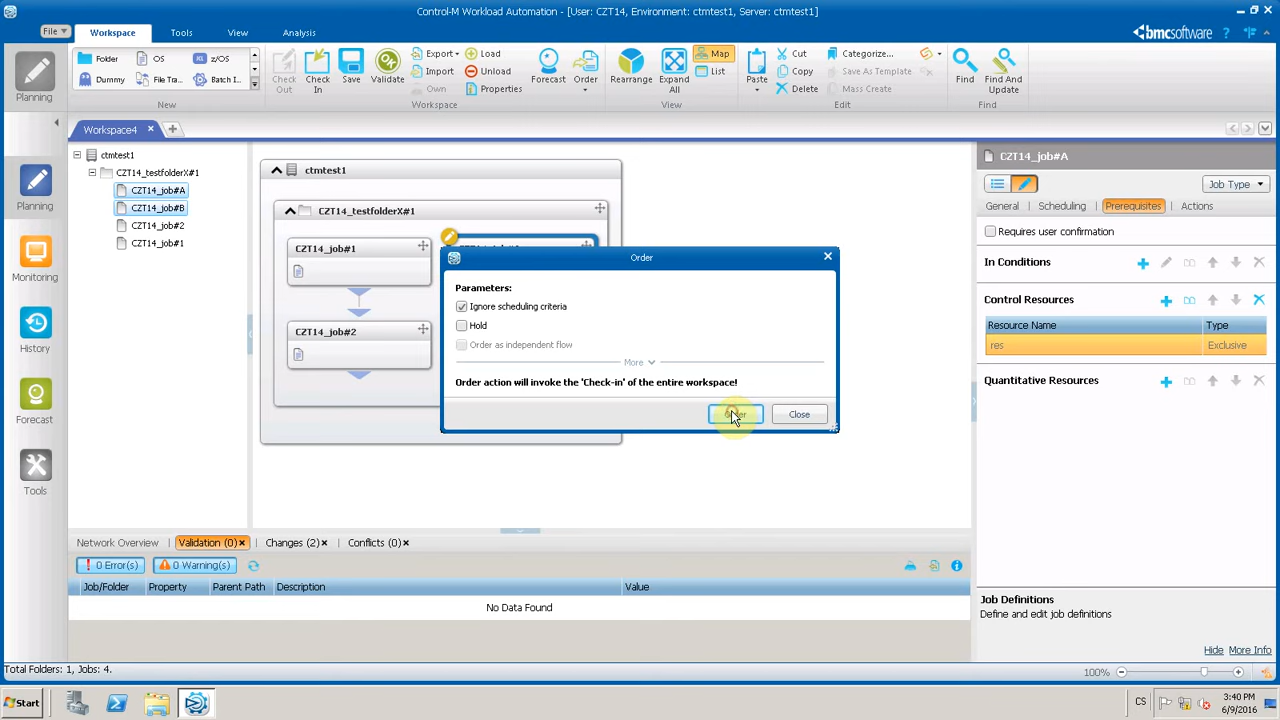 Control-M Workload Automation - [User: CZT14, Environment: ctmtest1, Server: ctmtest1]
File
Workspace
Tools
View
Analysis
bmcsoftware
?
Planning
Folder
OS
z/OS
Dummy
File Tra..
Batch I..
New
Check Out
Check In
Save
Validate
Export
Import
Own
Load
Unload
Properties
Workspace
Forecast
Order
Rearrange
Expand All
Map
List
View
Paste
Cut
Copy
Delete
Categorize...
Save As Template
Mass Create
Edit
Find
Find And Update
Find
Workspace4
Planning
Monitoring
History
Forecast
Tools
ctmtest1
CZT14_testfolderX#1
CZT14_job#A
CZT14_job#B
CZT14_job#2
CZT14_job#1
ctmtest1
CZT14_testfolderX#1
CZT14_job#1
CZT14_job#2
Order
Parameters:
Ignore scheduling criteria
Hold
Order as independent flow
More
Order action will invoke the 'Check-in' of the entire workspace!
Close
CZT14_job#A
Job Type
General
Scheduling
Prerequisites
Actions
Requires user confirmation
In Conditions
Control Resources
Resource Name
Type
res
Exclusive
Quantitative Resources
Job Definitions
Define and edit job definitions
Hide
More Info
Network Overview
Validation (0)
Changes (2)
Conflicts (0)
0 Error(s)
0 Warning(s)
Job/Folder
Property
Parent Path
Description
Value
No Data Found
Total Folders: 1, Jobs: 4.
100%
Start
CS
3:40 PM
6/9/2016